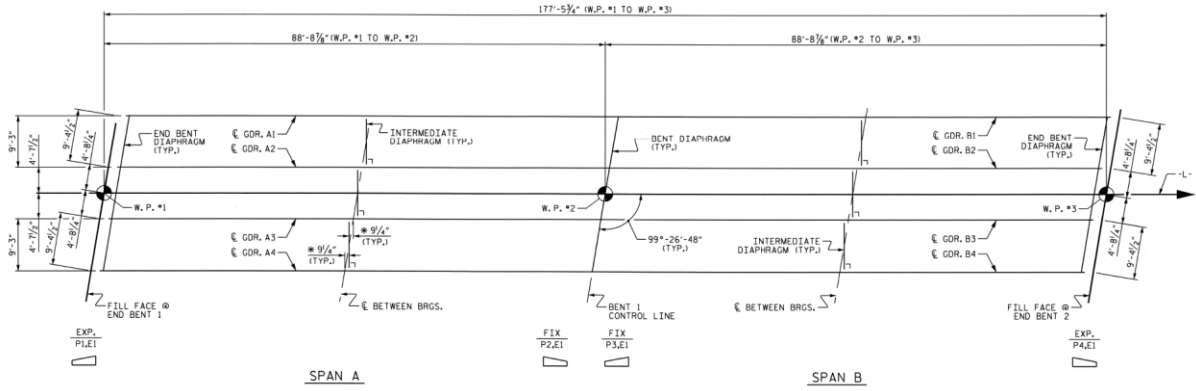 177'-5¾" (W.P. #1 TO W.P. #3)
88'-8⅞" (W.P. #1 TO W.P. #2)
88'-8⅞" (W.P. #2 TO W.P. #3)
9'-3"
4'-7½"
9'-4½"
4'-8¼"
END BENT
DIAPHRAGM
(TYP.)
℄ GDR. A1
℄ GDR. A2
INTERMEDIATE
DIAPHRAGM (TYP.)
BENT DIAPHRAGM
(TYP.)
℄ GDR. B1
℄ GDR. B2
END BENT
DIAPHRAGM
(TYP.)
4'-8¼"
9'-4½"
-L-
W.P. #1
W.P. #2
W.P. #3
9'-3"
4'-7½"
9'-4½"
4'-8¼"
* 9¼"
(TYP.)
* 9¼"
(TYP.)
℄ GDR. A3
℄ GDR. A4
99°-26'-48"
(TYP.)
INTERMEDIATE
DIAPHRAGM (TYP.)
℄ GDR. B3
℄ GDR. B4
4'-8¼"
9'-4½"
FILL FACE @
END BENT 1
℄ BETWEEN BRGS.
BENT 1
CONTROL LINE
℄ BETWEEN BRGS.
FILL FACE @
END BENT 2
EXP.
P1,E1
FIX
P2,E1
FIX
P3,E1
EXP.
P4,E1
SPAN A
SPAN B